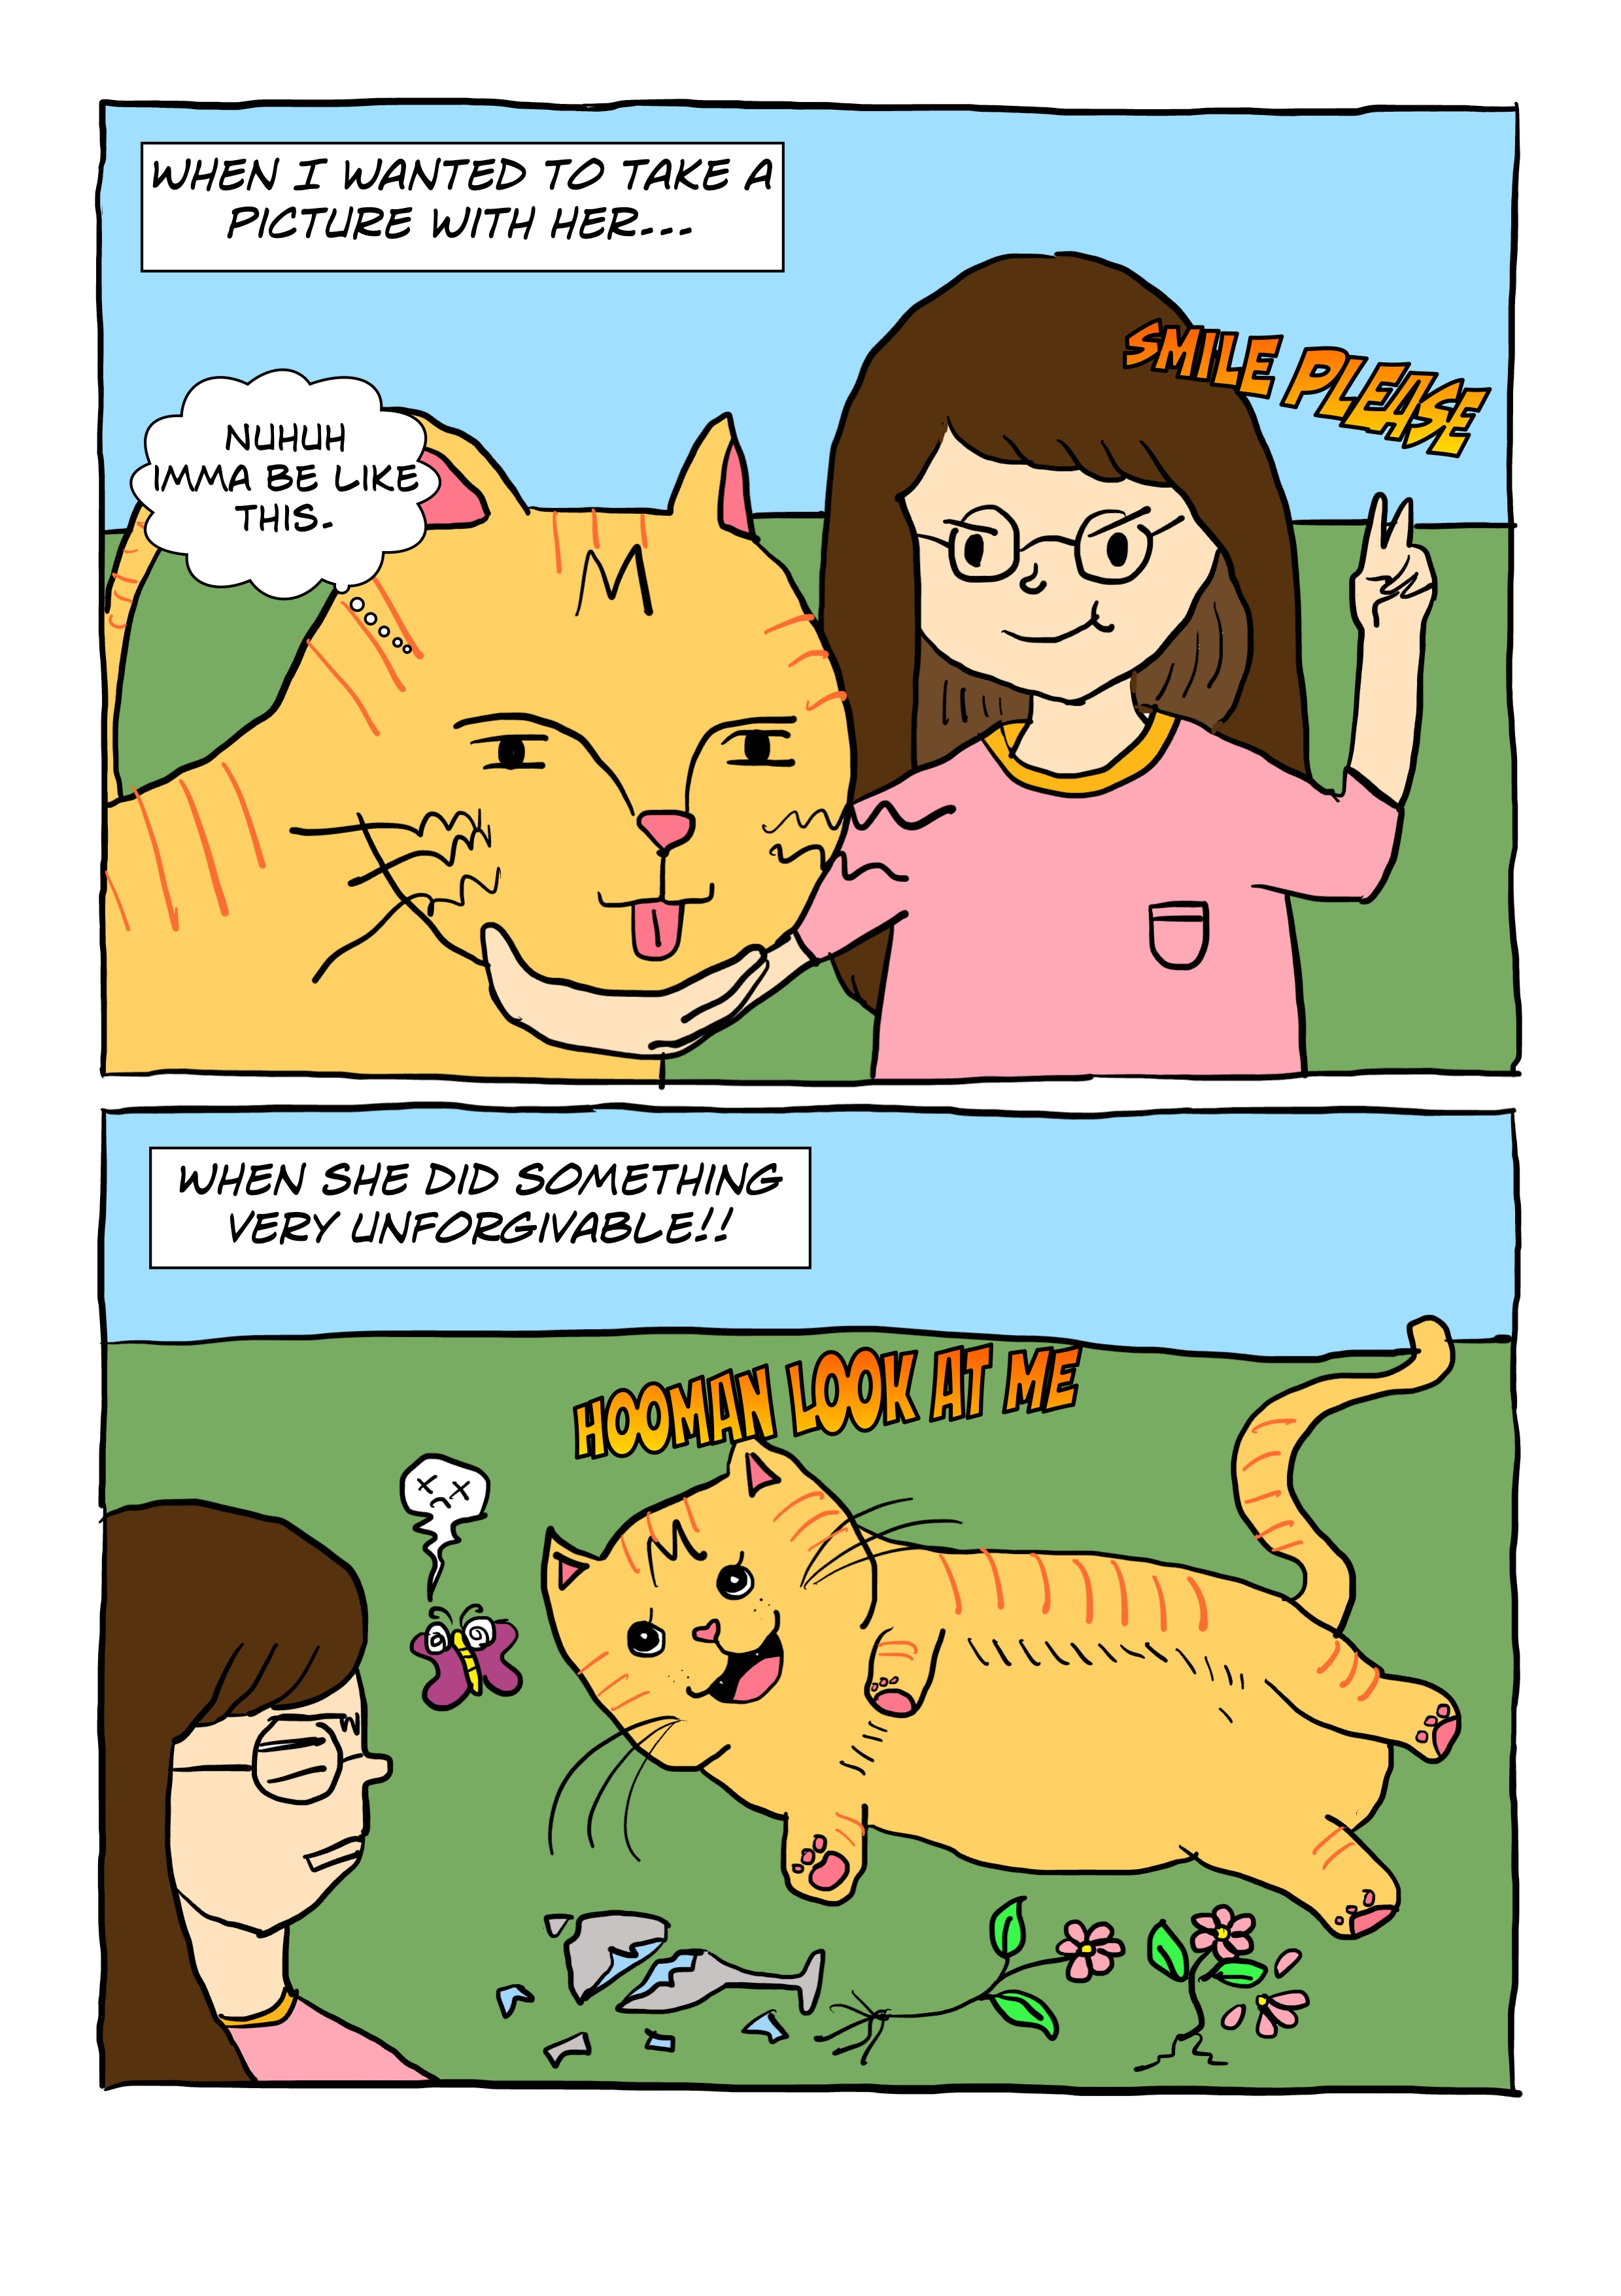 WHEN I WANTED TO TAKE A
PICTURE WITH HER...
SMILE PLEASE
NUHUH
IMMA BE LIKE
THIS.
WHEN SHE DID SOMETHING
VERY UNFORGIVABLE!!
HOOMAN LOOK AT ME